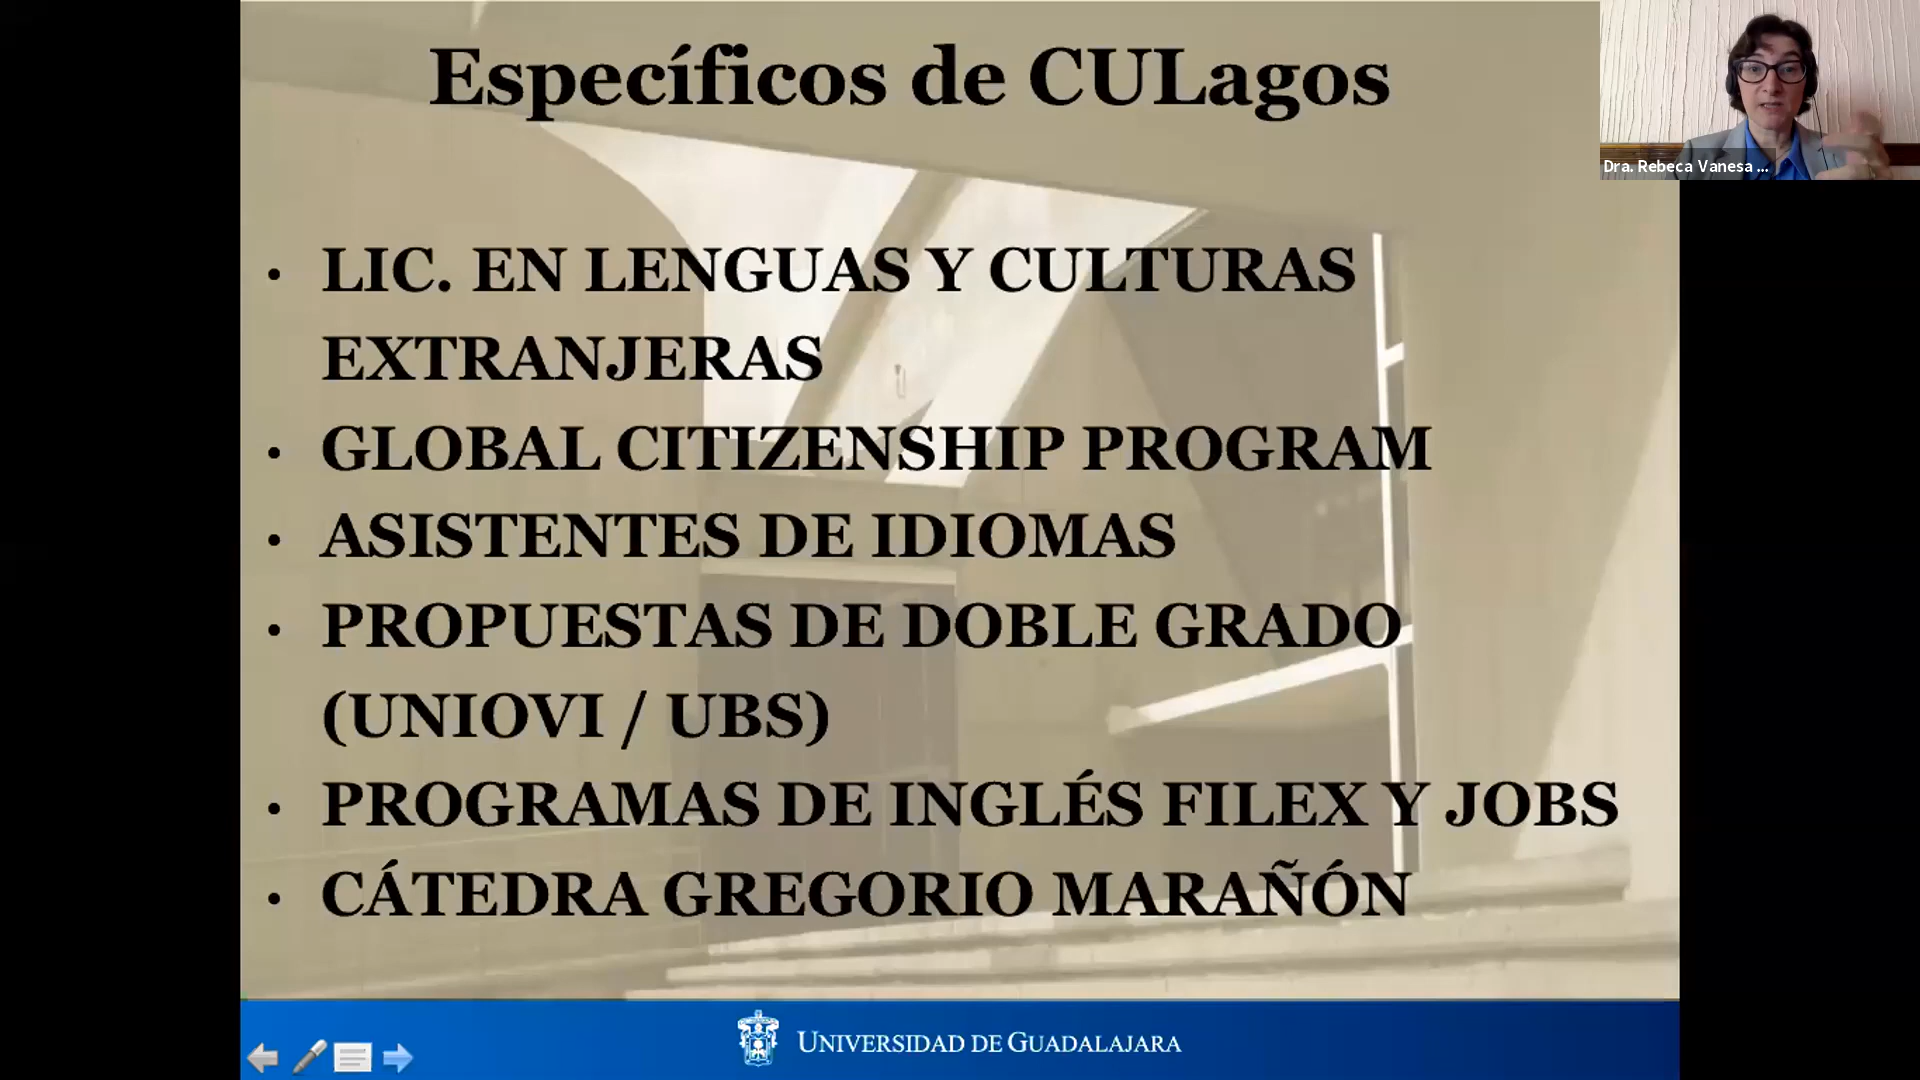 Específicos de CULagos
Dra. Rebeca Vanesa ...
• LIC. EN LENGUAS Y CULTURAS
EXTRANJERAS
• GLOBAL CITIZENSHIP PROGRAM
• ASISTENTES DE IDIOMAS
• PROPUESTAS DE DOBLE GRADO
(UNIOVI / UBS)
• PROGRAMAS DE INGLÉS FILEX Y JOBS
• CÁTEDRA GREGORIO MARAÑÓN
UNIVERSIDAD DE GUADALAJARA